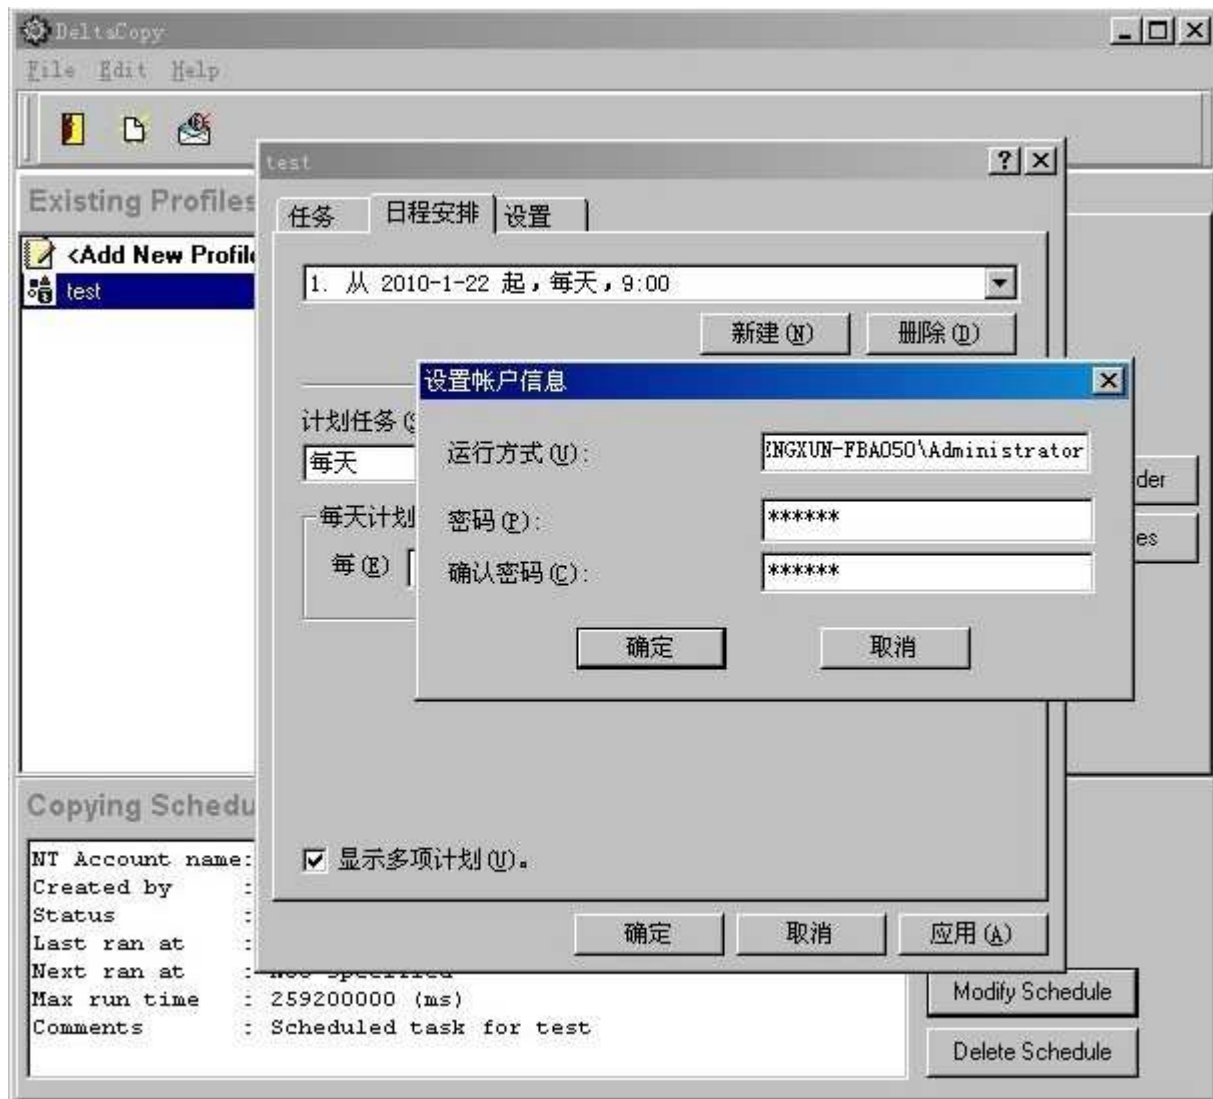 DeltaCopy
File Edit Help
Existing Profiles
<Add New Profile
test
test
任务 日程安排 设置
1. 从 2010-1-22 起，每天，9:00
新建(N) 删除(D)
计划任务(S
每天
每天计划
每(E)
设置帐户信息
运行方式(U): ENGXUN-FBA050\Administrator
密码(P): ******
确认密码(C): ******
确定 取消
der
es
显示多项计划(U)。
确定 取消 应用(A)
Copying Schedu
NT Account name:
Created by :
Status :
Last ran at :
Next ran at : Not specified
Max run time : 259200000 (ms)
Comments : Scheduled task for test
Modify Schedule
Delete Schedule